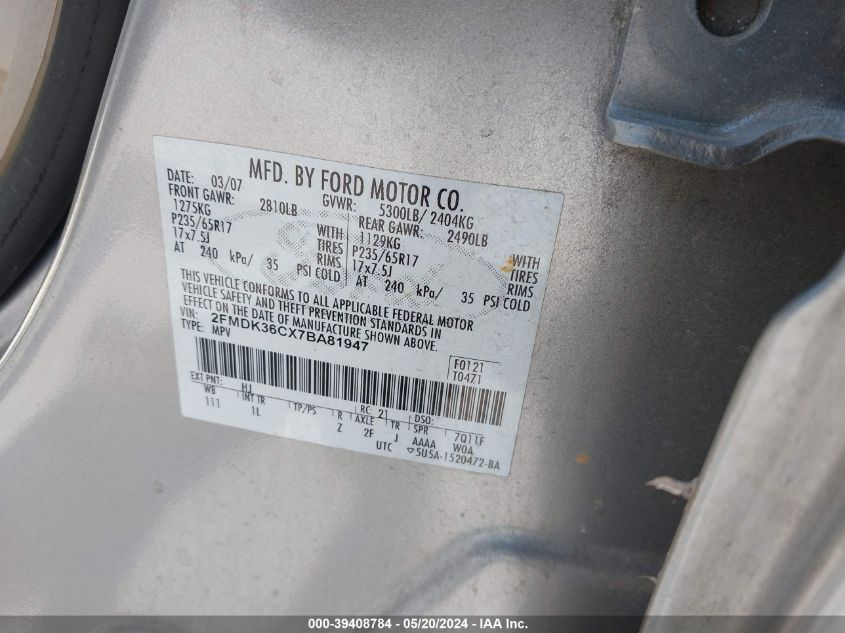 MFD. BY FORD MOTOR CO.
DATE: 03/07 GVWR: 5300LB/ 2404KG
FRONT GAWR: 2810LB REAR GAWR: 2490LB
1275KG WITH 1129KG WITH
P235/65R17 TIRES P235/65R17 TIRES
17x7.5J RIMS 17x7.5J RIMS
AT 240 kPa/ 35 PSI COLD AT 240 kPa/ 35 PSI COLD
THIS VEHICLE CONFORMS TO ALL APPLICABLE FEDERAL MOTOR
VEHICLE SAFETY AND THEFT PREVENTION STANDARDS IN
EFFECT ON THE DATE OF MANUFACTURE SHOWN ABOVE.
VIN: 2FMDK36CX7BA81947
TYPE: MPV
F0121
T0471
EXT PNT: HJ RC: 21 DSO:
WB INT TR TP/PS R AXLE TR SPR 7Q11F
111 1L Z 2F J AAAA W0A
UTC ▽5U5A-1520472-BA
000-39408784 - 05/20/2024 - IAA Inc.